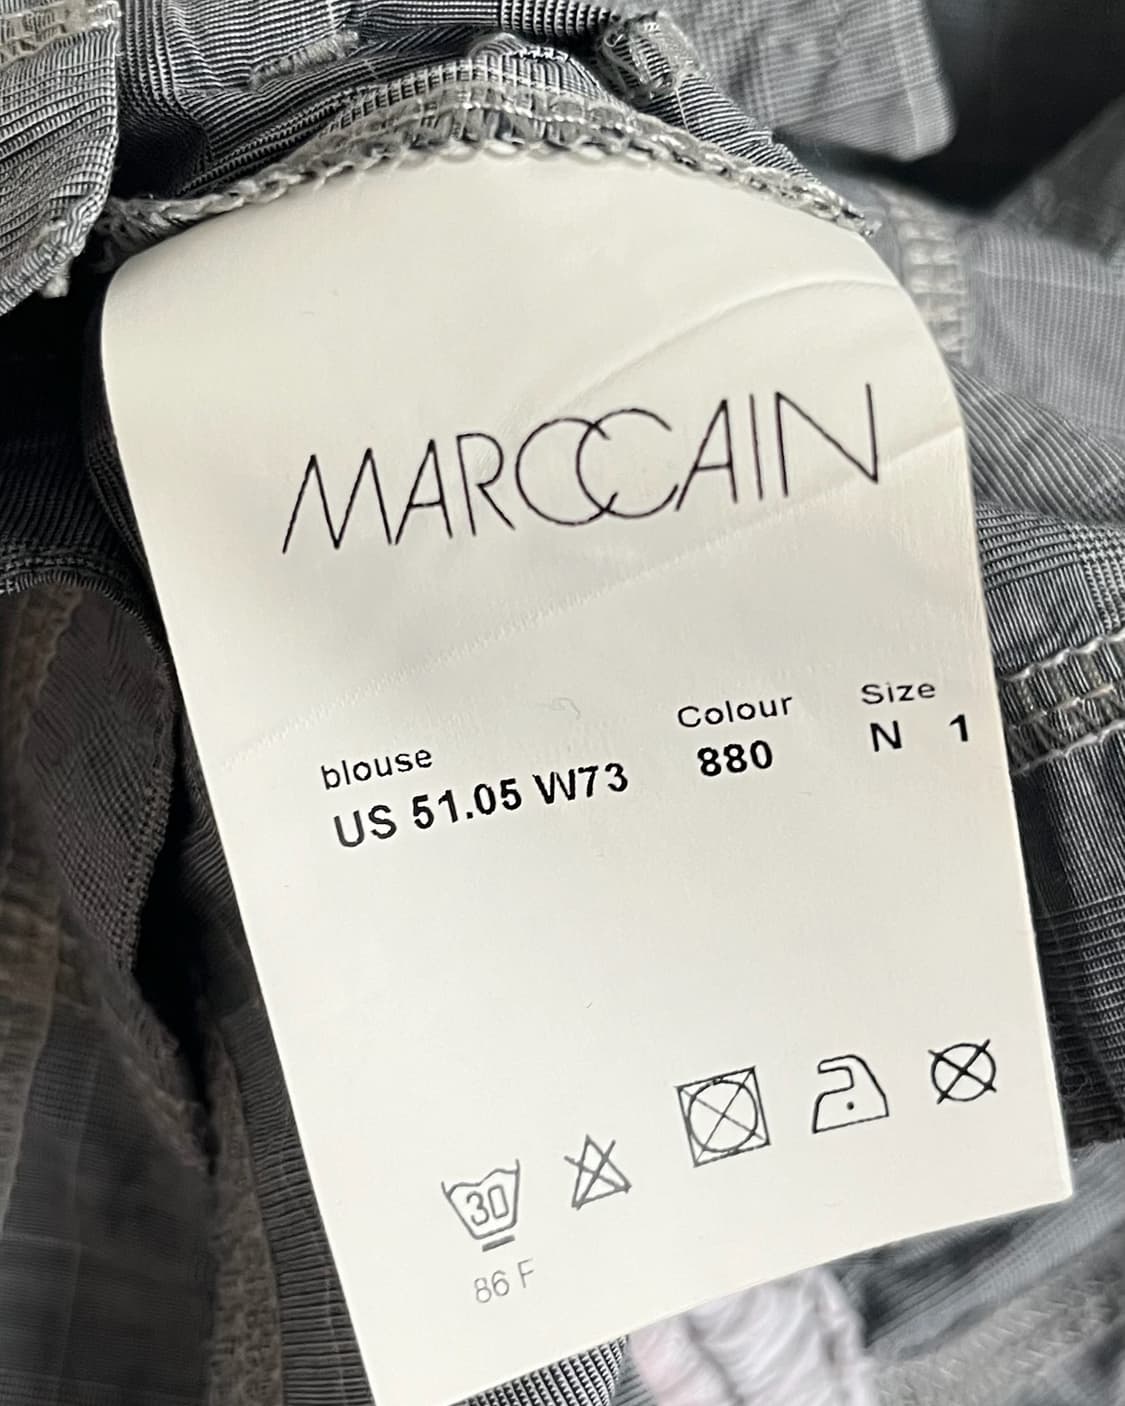 MARCCAIN
blouse Colour Size
US 51.05 W73 880 N 1
30
86 F